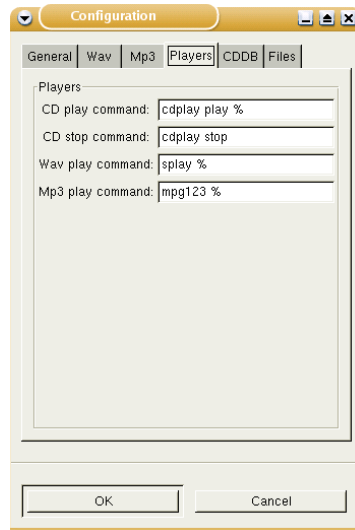 Configuration
General Wav Mp3 Players CDDB Files
Players
CD play command: cdplay play %
CD stop command: cdplay stop
Wav play command: splay %
Mp3 play command: mpg123 %
OK Cancel